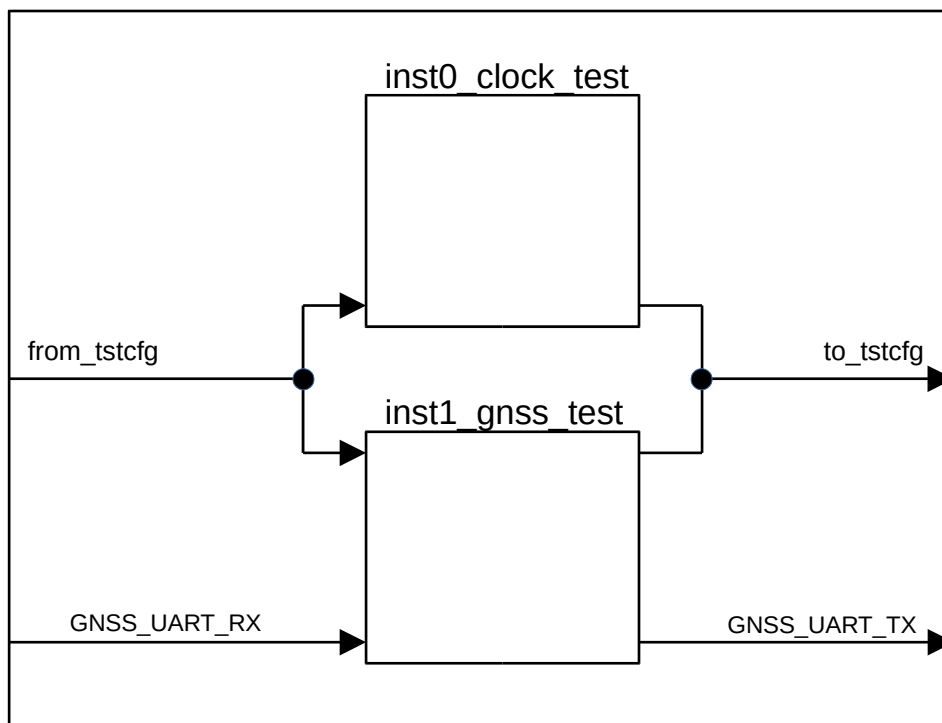 inst0_clock_test
from_tstcfg
to_tstcfg
inst1_gnss_test
GNSS_UART_RX
GNSS_UART_TX